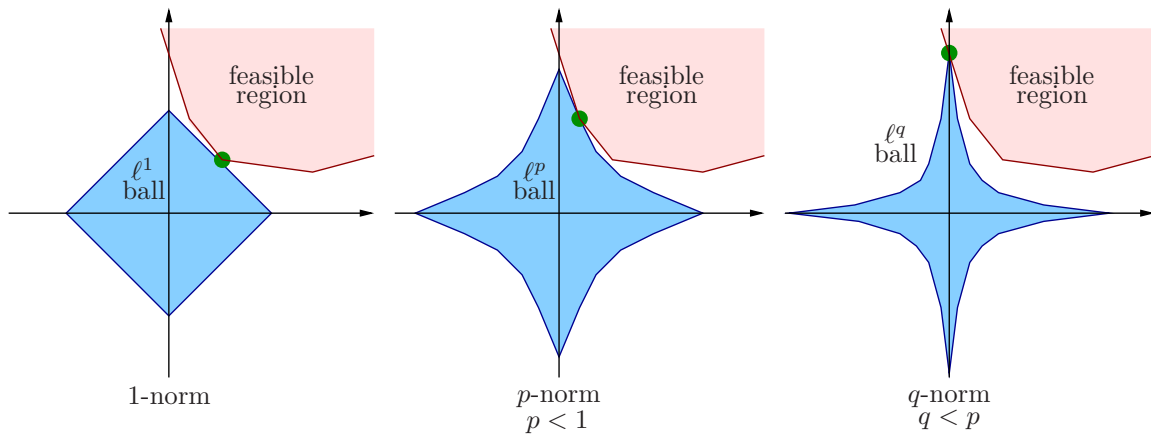 feasible
region
ℓ¹
ball
1-norm
feasible
region
ℓᵖ
ball
p-norm
p < 1
feasible
region
ℓ^q
ball
q-norm
q < p